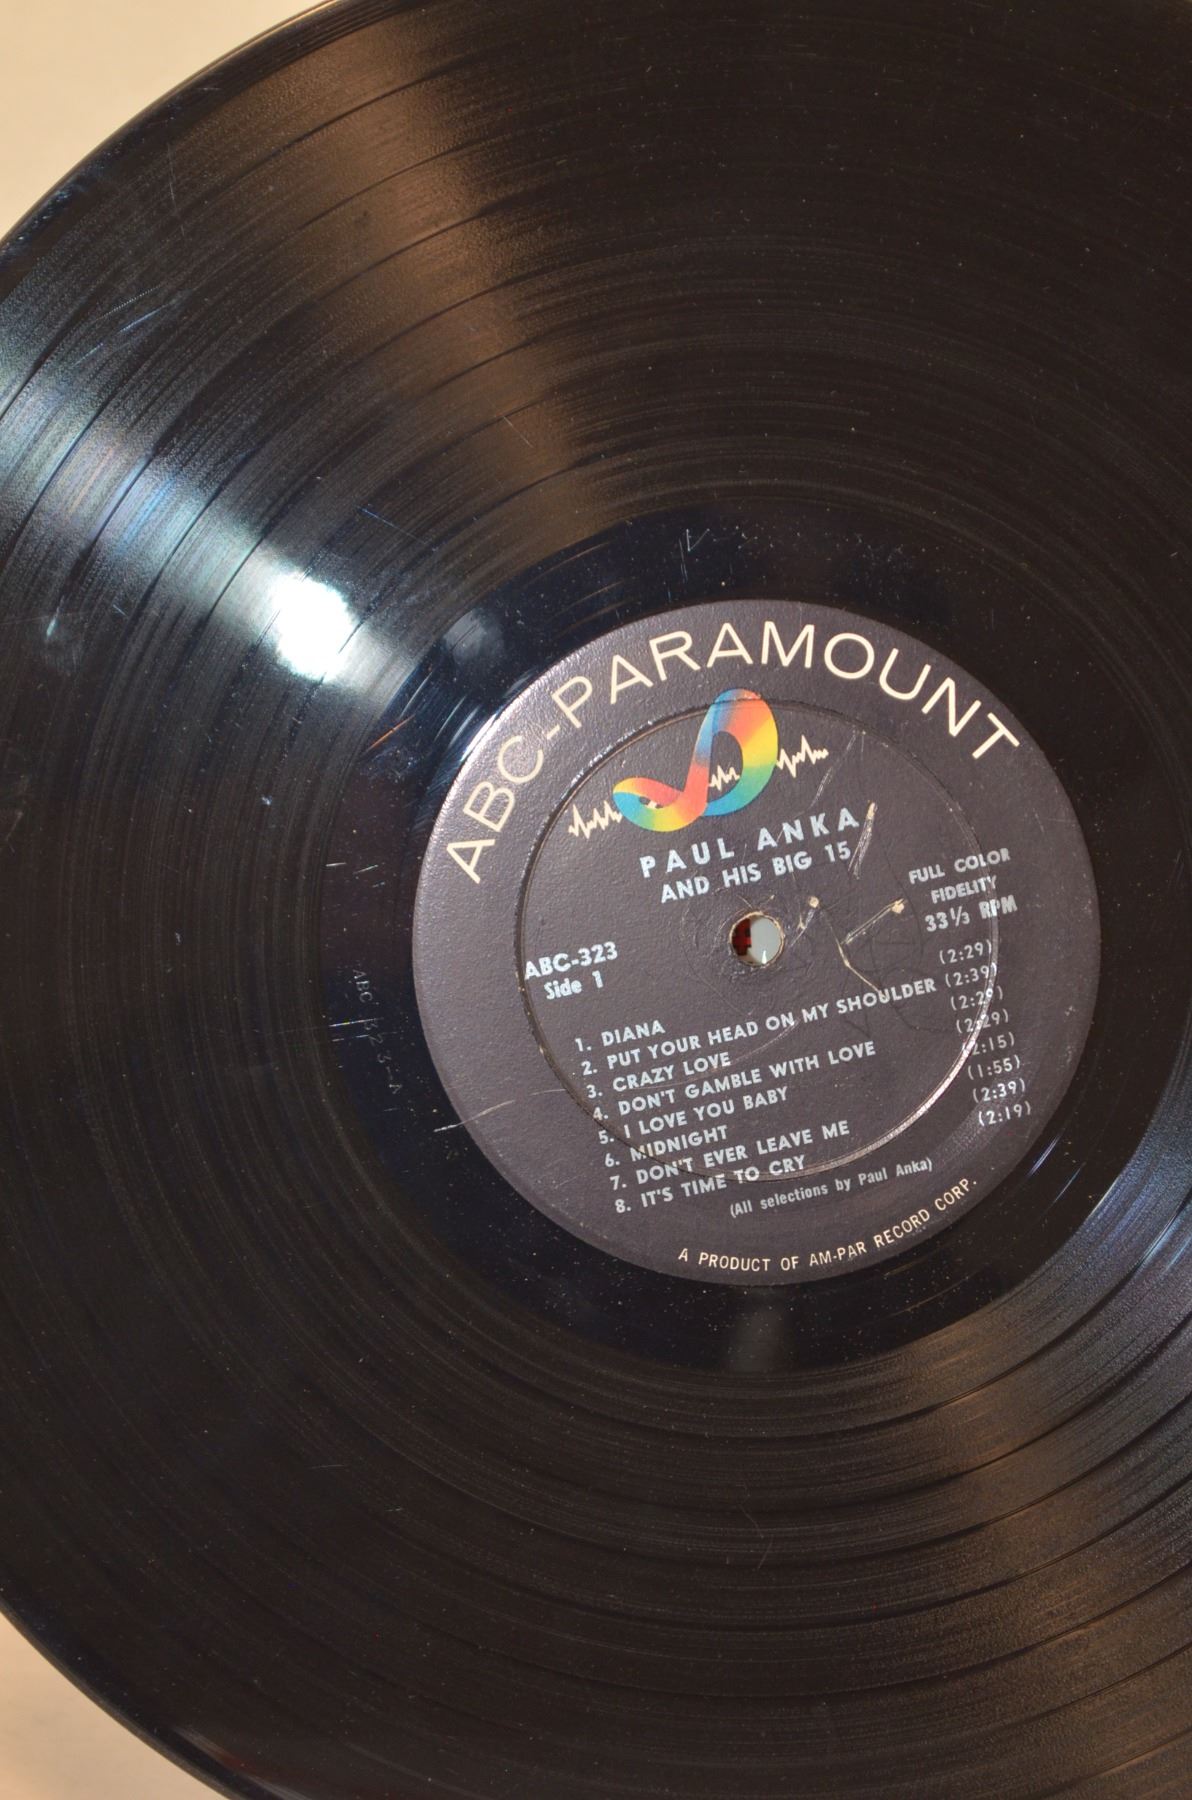 ABC-PARAMOUNT
PAUL ANKA
AND HIS BIG 15
FULL COLOR
FIDELITY
33⅓ RPM
ABC-323
Side 1
1. DIANA (2:29)
2. PUT YOUR HEAD ON MY SHOULDER (2:39)
3. CRAZY LOVE (2:29)
4. DON'T GAMBLE WITH LOVE (2:29)
5. I LOVE YOU BABY (2:15)
6. MIDNIGHT (1:55)
7. DON'T EVER LEAVE ME (2:39)
8. IT'S TIME TO CRY (2:19)
(All selections by Paul Anka)
A PRODUCT OF AM-PAR RECORD CORP.